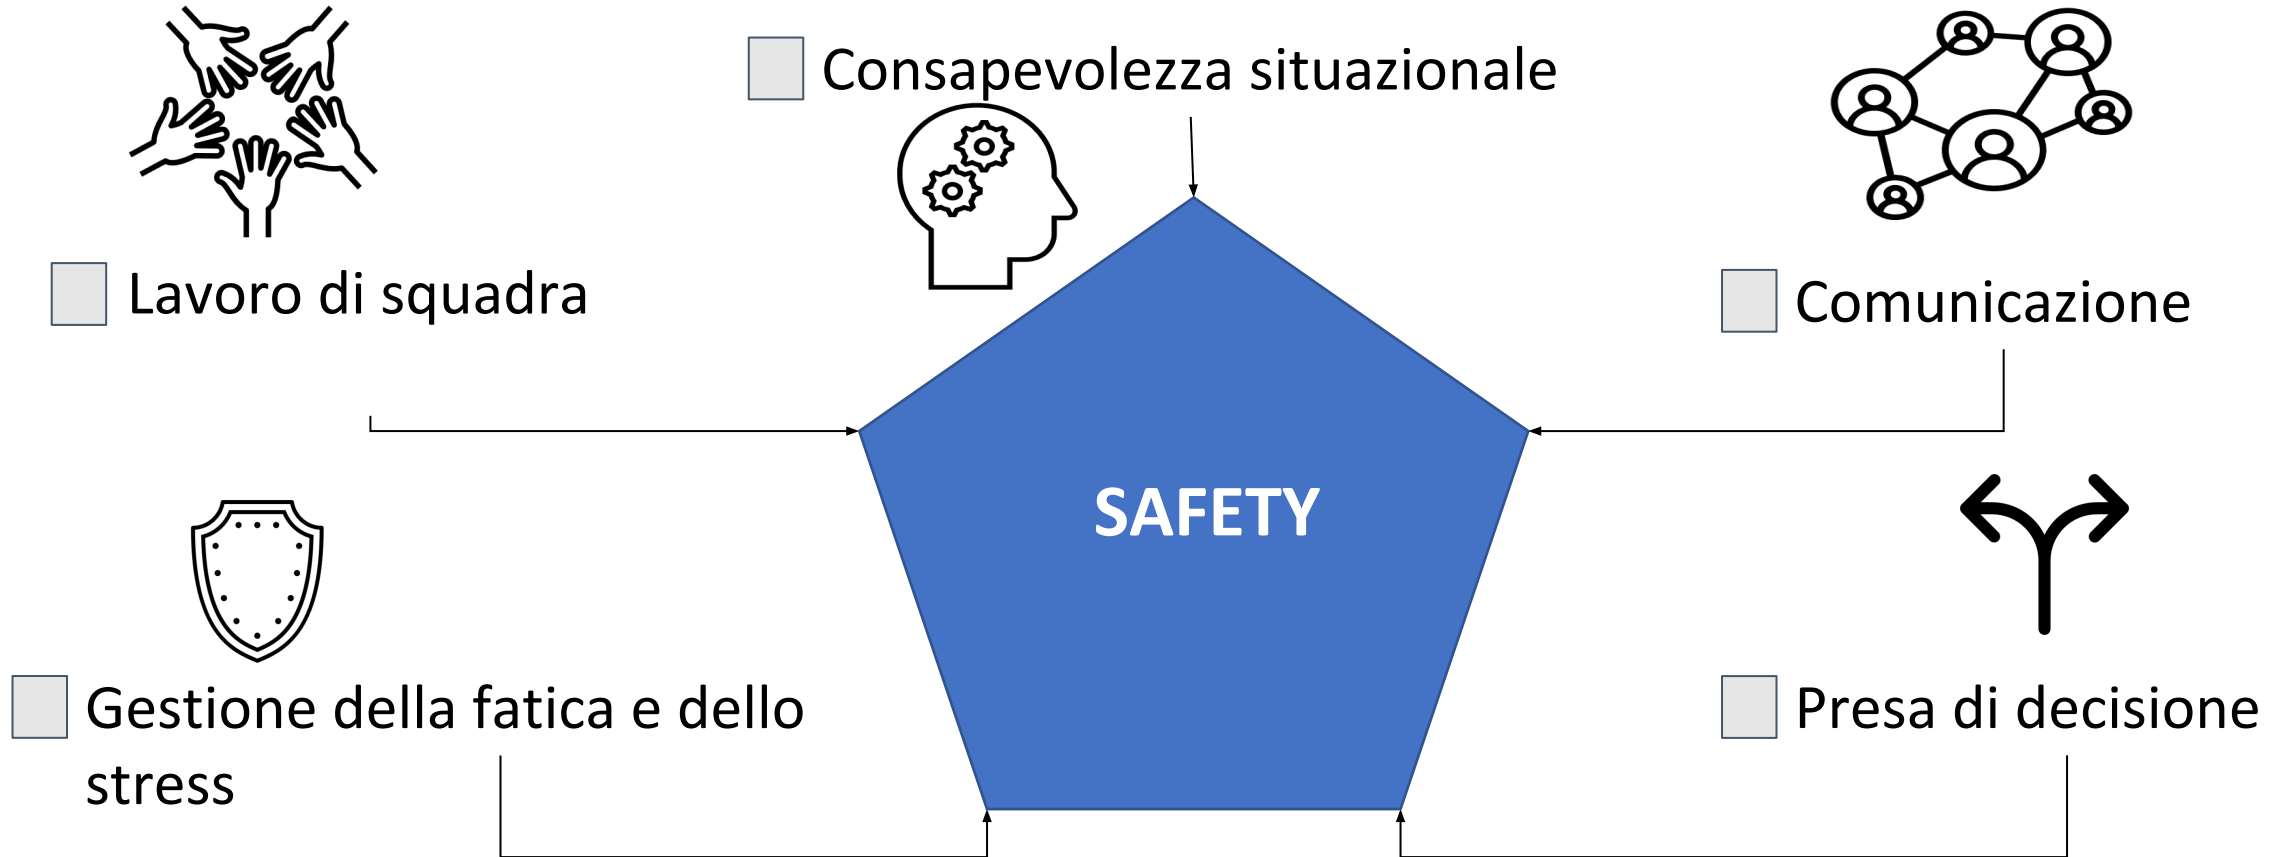 Consapevolezza situazionale
Lavoro di squadra
Comunicazione
SAFETY
Gestione della fatica e dello
stress
Presa di decisione